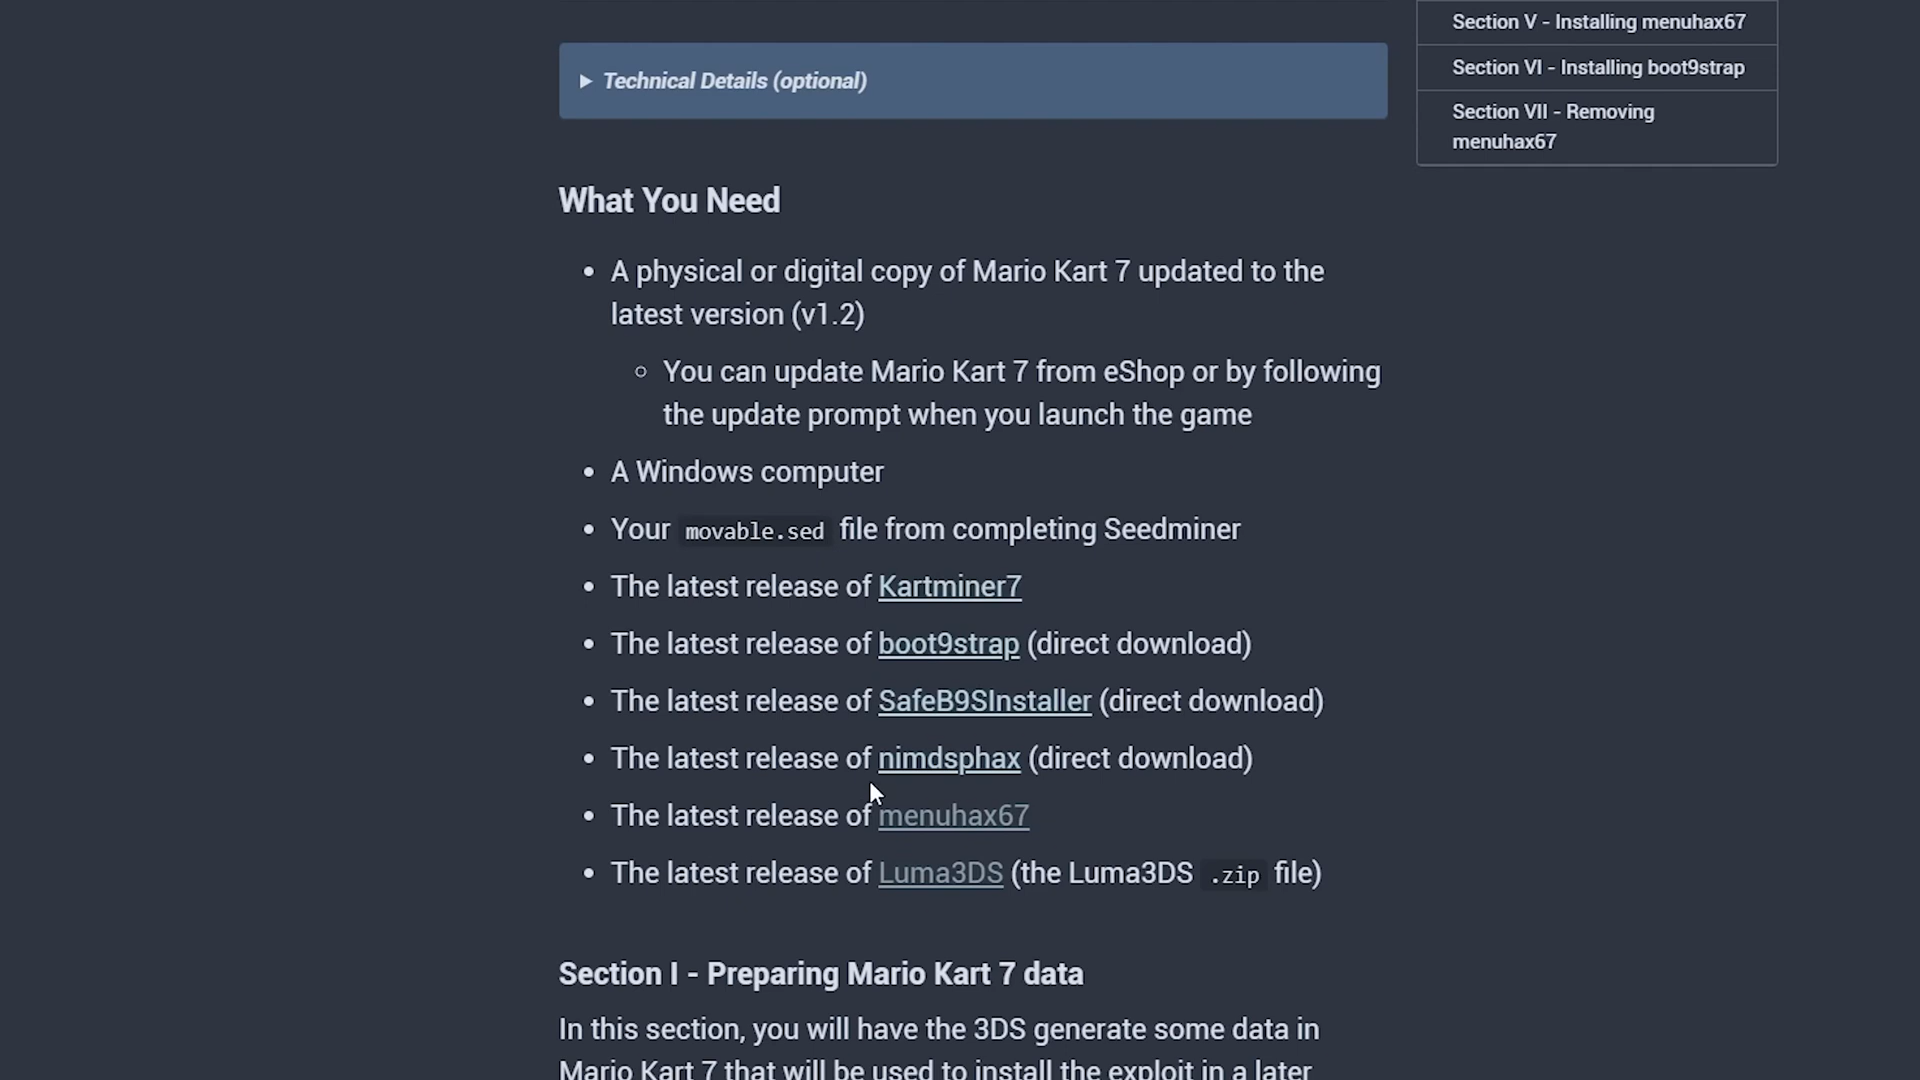 Section V - Installing menuhax67
Section VI - Installing boot9strap
Section VII - Removing
menuhax67
Technical Details (optional)
What You Need
A physical or digital copy of Mario Kart 7 updated to the
latest version (v1.2)
You can update Mario Kart 7 from eShop or by following
the update prompt when you launch the game
A Windows computer
Your movable.sed file from completing Seedminer
The latest release of Kartminer7
The latest release of boot9strap (direct download)
The latest release of SafeB9SInstaller (direct download)
The latest release of nimdsphax (direct download)
The latest release of menuhax67
The latest release of Luma3DS (the Luma3DS .zip file)
Section I - Preparing Mario Kart 7 data
In this section, you will have the 3DS generate some data in
Mario Kart 7 that will be used to install the exploit in a later